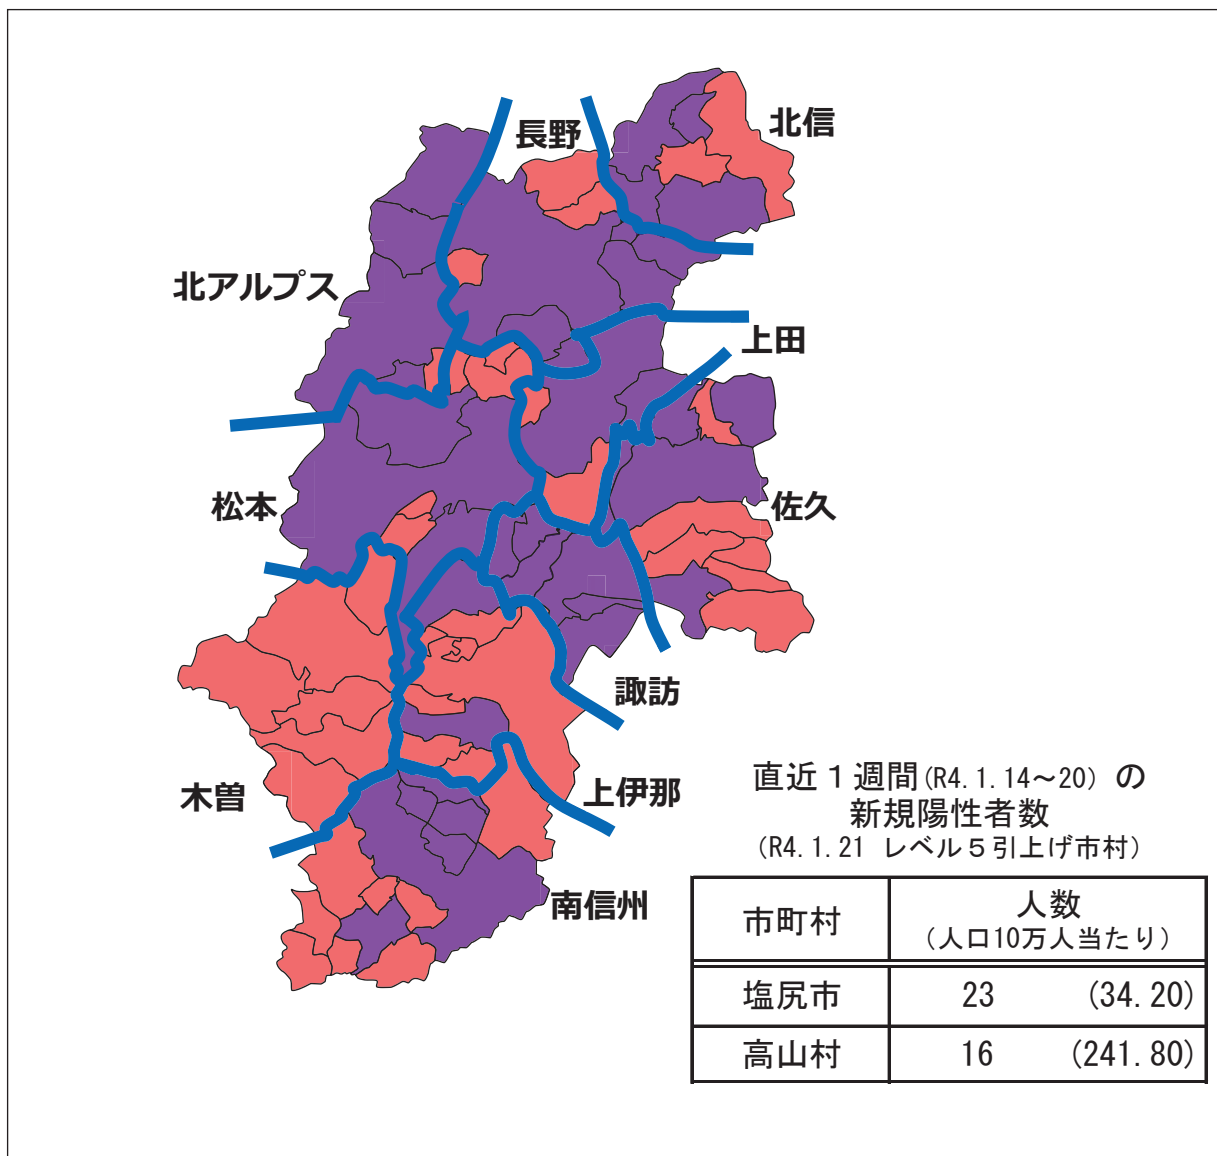 長野
北信
北アルプス
上田
松本
佐久
諏訪
木曽
上伊那
南信州
直近1週間(R4.1.14～20) の
新規陽性者数
(R4.1.21 レベル5引上げ市村)
市町村 人数
(人口10万人当たり)
塩尻市 23 (34.20)
高山村 16 (241.80)